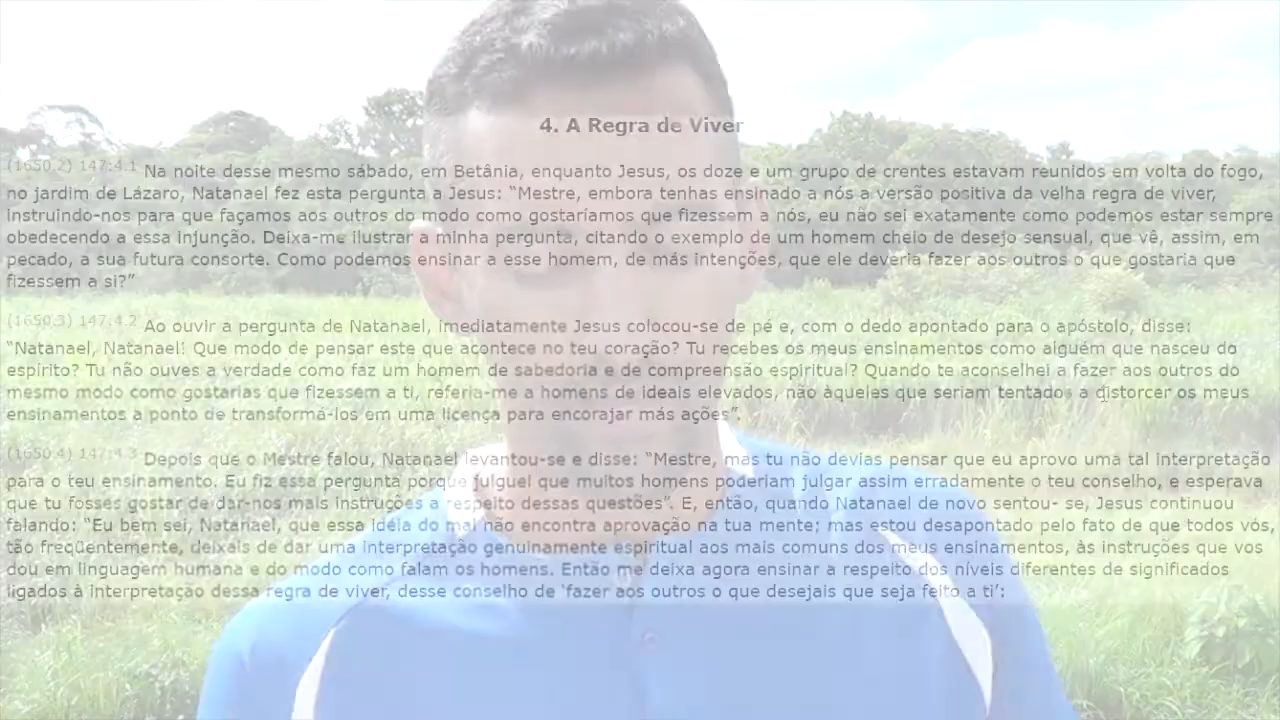 4. A Regra de Viver
(1650.2) 147:4.1 Na noite desse mesmo sábado, em Betânia, enquanto Jesus, os doze e um grupo de crentes estavam reunidos em volta do fogo,
no jardim de Lázaro, Natanael fez esta pergunta a Jesus: “Mestre, embora tenhas ensinado a nós a versão positiva da velha regra de viver,
instruindo-nos para que façamos aos outros do modo como gostaríamos que fizessem a nós, eu não sei exatamente como podemos estar sempre
obedecendo a essa injunção. Deixa-me ilustrar a minha pergunta, citando o exemplo de um homem cheio de desejo sensual, que vê, assim, em
pecado, a sua futura consorte. Como podemos ensinar a esse homem, de más intenções, que ele deveria fazer aos outros o que gostaria que
fizessem a si?”
(1650.3) 147:4.2 Ao ouvir a pergunta de Natanael, imediatamente Jesus colocou-se de pé e, com o dedo apontado para o apóstolo, disse:
“Natanael, Natanael! Que modo de pensar este que acontece no teu coração? Tu recebes os meus ensinamentos como alguém que nasceu do
espírito? Tu não ouves a verdade como faz um homem de sabedoria e de compreensão espiritual? Quando te aconselhei a fazer aos outros do
mesmo modo como gostarias que fizessem a ti, referia-me a homens de ideais elevados, não àqueles que seriam tentados a distorcer os meus
ensinamentos a ponto de transformá-los em uma licença para encorajar más ações”.
(1650.4) 147:4.3 Depois que o Mestre falou, Natanael levantou-se e disse: “Mestre, mas tu não devias pensar que eu aprovo uma tal interpretação
para o teu ensinamento. Eu fiz essa pergunta porque julguei que muitos homens poderiam julgar assim erradamente o teu conselho, e esperava
que tu fosses gostar de dar-nos mais instruções a respeito dessas questões”. E, então, quando Natanael de novo sentou- se, Jesus continuou
falando: “Eu bem sei, Natanael, que essa idéia do mal não encontra aprovação na tua mente; mas estou desapontado pelo fato de que todos vós,
tão freqüentemente, deixais de dar uma interpretação genuinamente espiritual aos mais comuns dos meus ensinamentos, às instruções que vos
dou em linguagem humana e do modo como falam os homens. Então me deixa agora ensinar a respeito dos níveis diferentes de significados
ligados à interpretação dessa regra de viver, desse conselho de ‘fazer aos outros o que desejais que seja feito a ti’: